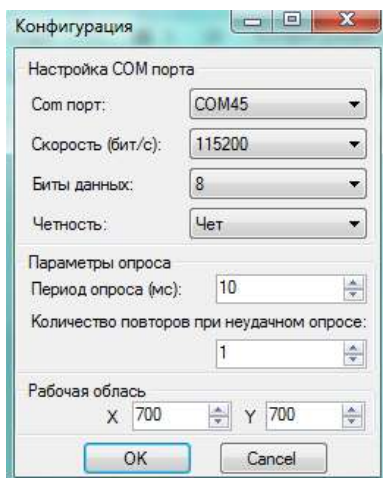 Конфигурация
Настройка COM порта
Com порт: COM45
Скорость (бит/с): 115200
Биты данных: 8
Четность: Чет
Параметры опроса
Период опроса (мс): 10
Количество повторов при неудачном опросе:
1
Рабочая облась
X 700 Y 700
OK Cancel